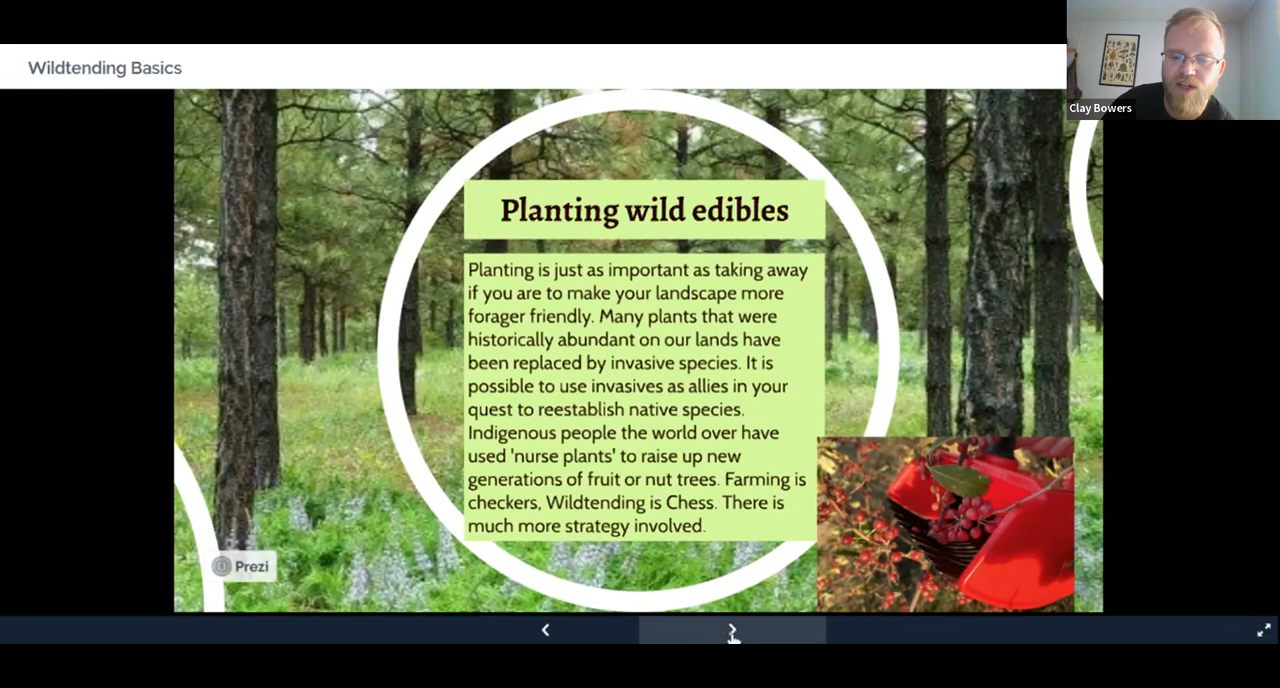 Wildtending Basics
Clay Bowers
Planting wild edibles
Planting is just as important as taking away
if you are to make your landscape more
forager friendly. Many plants that were
historically abundant on our lands have
been replaced by invasive species. It is
possible to use invasives as allies in your
quest to reestablish native species.
Indigenous people the world over have
used 'nurse plants' to raise up new
generations of fruit or nut trees. Farming is
checkers, Wildtending is Chess. There is
much more strategy involved.
Prezi